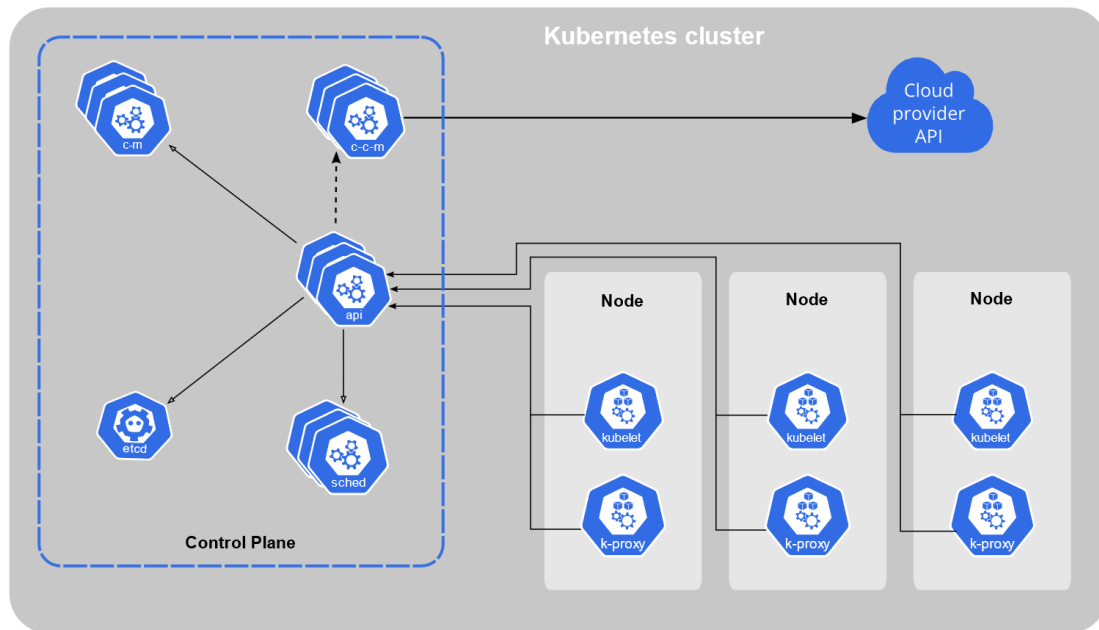 Kubernetes cluster
c-m
c-c-m
Cloud
provider
API
api
Node
Node
Node
etcd
sched
kubelet
kubelet
kubelet
k-proxy
k-proxy
k-proxy
Control Plane